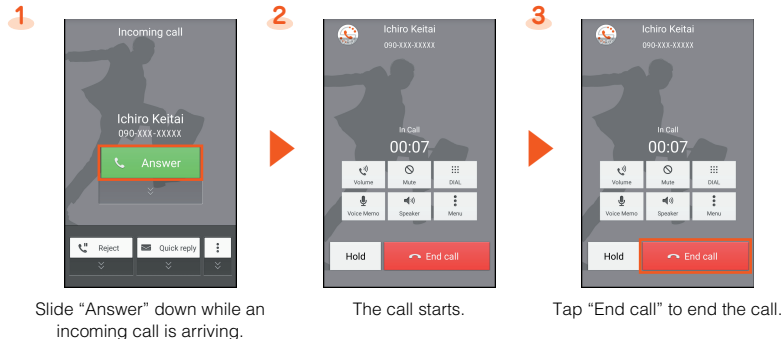 1
Incoming call
Ichiro Keitai
090-XXX-XXXXX
Answer
Reject
Quick reply
Slide “Answer” down while an
incoming call is arriving.
2
Ichiro Keitai
090-XXX-XXXXX
In Call
00:07
Volume Mute DIAL
Voice Memo Speaker Menu
Hold End call
The call starts.
3
Ichiro Keitai
090-XXX-XXXXX
In Call
00:07
Volume Mute DIAL
Voice Memo Speaker Menu
Hold End call
Tap “End call” to end the call.